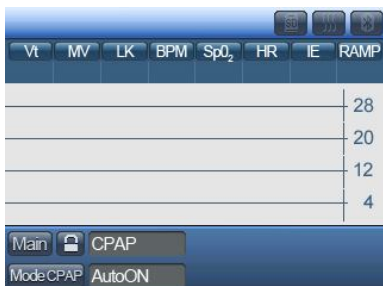 Vt MV LK BPM SpO₂ HR IE RAMP
28
20
12
4
Main CPAP
Mode CPAP AutoON